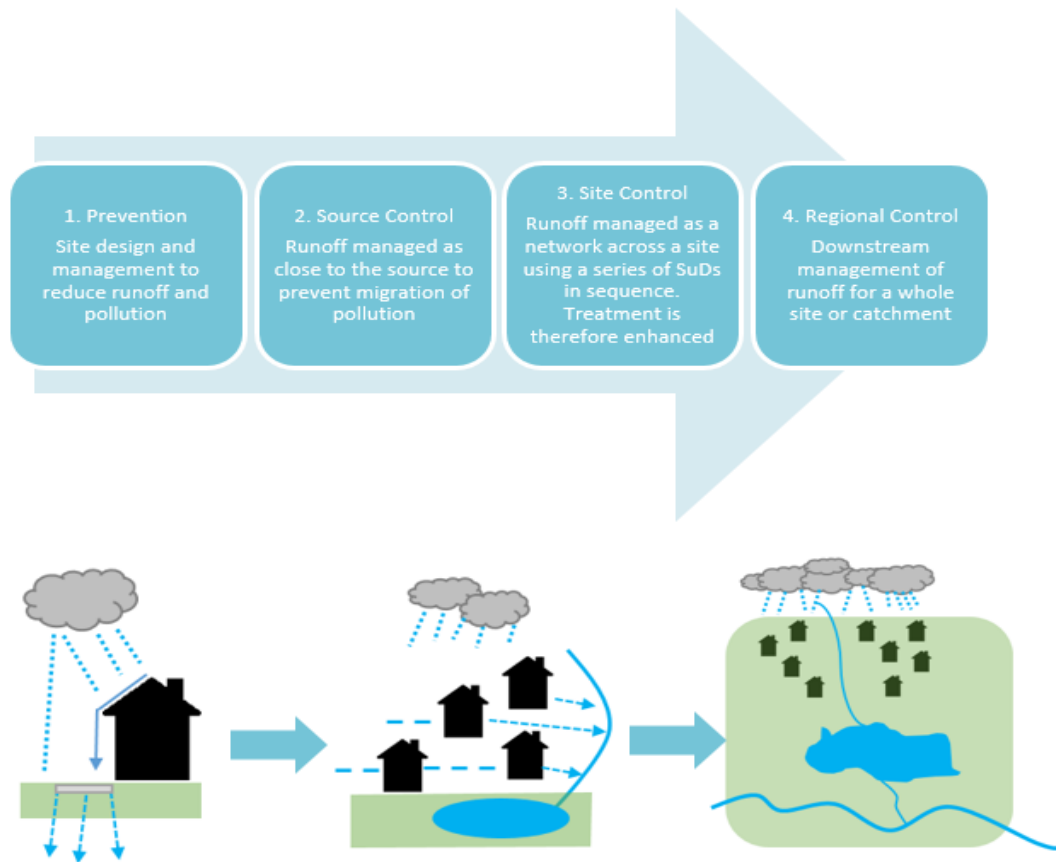 1. Prevention
Site design and
management to
reduce runoff and
pollution
2. Source Control
Runoff managed as
close to the source to
prevent migration of
pollution
3. Site Control
Runoff managed as a
network across a site
using a series of SuDs
in sequence.
Treatment is
therefore enhanced
4. Regional Control
Downstream
management of
runoff for a whole
site or catchment